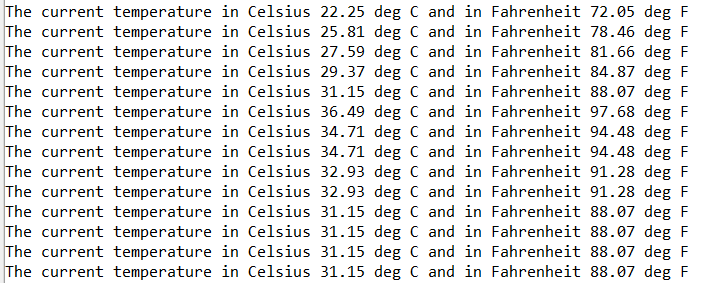 The current temperature in Celsius 22.25 deg C and in Fahrenheit 72.05 deg F
The current temperature in Celsius 25.81 deg C and in Fahrenheit 78.46 deg F
The current temperature in Celsius 27.59 deg C and in Fahrenheit 81.66 deg F
The current temperature in Celsius 29.37 deg C and in Fahrenheit 84.87 deg F
The current temperature in Celsius 31.15 deg C and in Fahrenheit 88.07 deg F
The current temperature in Celsius 36.49 deg C and in Fahrenheit 97.68 deg F
The current temperature in Celsius 34.71 deg C and in Fahrenheit 94.48 deg F
The current temperature in Celsius 34.71 deg C and in Fahrenheit 94.48 deg F
The current temperature in Celsius 32.93 deg C and in Fahrenheit 91.28 deg F
The current temperature in Celsius 32.93 deg C and in Fahrenheit 91.28 deg F
The current temperature in Celsius 31.15 deg C and in Fahrenheit 88.07 deg F
The current temperature in Celsius 31.15 deg C and in Fahrenheit 88.07 deg F
The current temperature in Celsius 31.15 deg C and in Fahrenheit 88.07 deg F
The current temperature in Celsius 31.15 deg C and in Fahrenheit 88.07 deg F